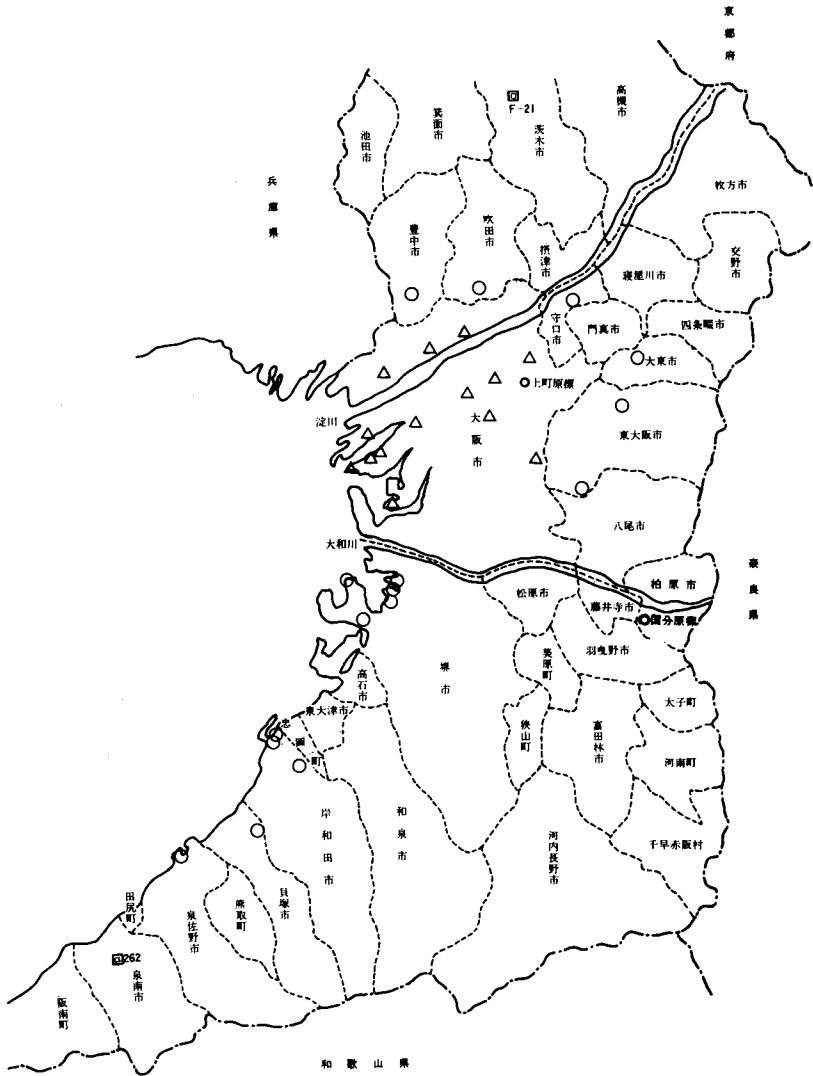 京都府
高槻市
F-21
箕面市
茨木市
池田市
兵庫県
枚方市
豊中市
吹田市
摂津市
交野市
寝屋川市
守口市
門真市
四条畷市
大東市
上町原標
淀川
大阪市
東大阪市
八尾市
大和川
柏原市
奈良県
松原市
藤井寺市
国分原標
羽曳野市
美原町
堺市
高石市
太子町
泉大津市
忠岡町
狭山町
富田林市
河南町
岸和田市
和泉市
河内長野市
千早赤阪村
貝塚市
熊取町
田尻町
泉佐野市
262
泉南市
阪南町
和歌山県